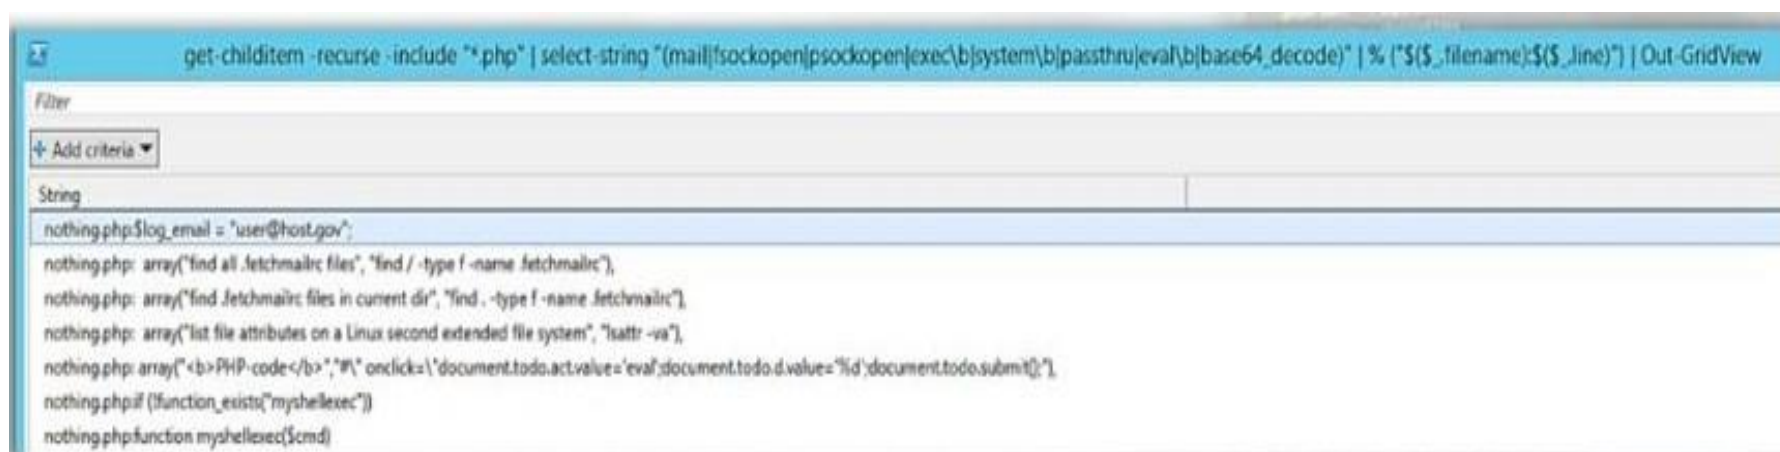 get-childitem -recurse -include "*.php" | select-string "(mail|fsockopen|psockopen|exec\b|system\b|passthru|eval\b|base64_decode)" | % {"$($_.filename):$($_.line)"} | Out-GridView
Filter
Add criteria
String
nothing.php:$log_email = "user@host.gov";
nothing.php: array("find all .fetchmailrc files", "find / -type f -name .fetchmailrc"),
nothing.php: array("find .fetchmailrc files in current dir", "find . -type f -name .fetchmailrc"),
nothing.php: array("list file attributes on a Linux second extended file system", "lsattr -va"),
nothing.php: array("<b>PHP-code</b>","#\" onclick=\"document.todo.act.value='eval';document.todo.d.value='%d';document.todo.submit();"),
nothing.php:if (!function_exists("myshellexec"))
nothing.php:function myshellexec($cmd)